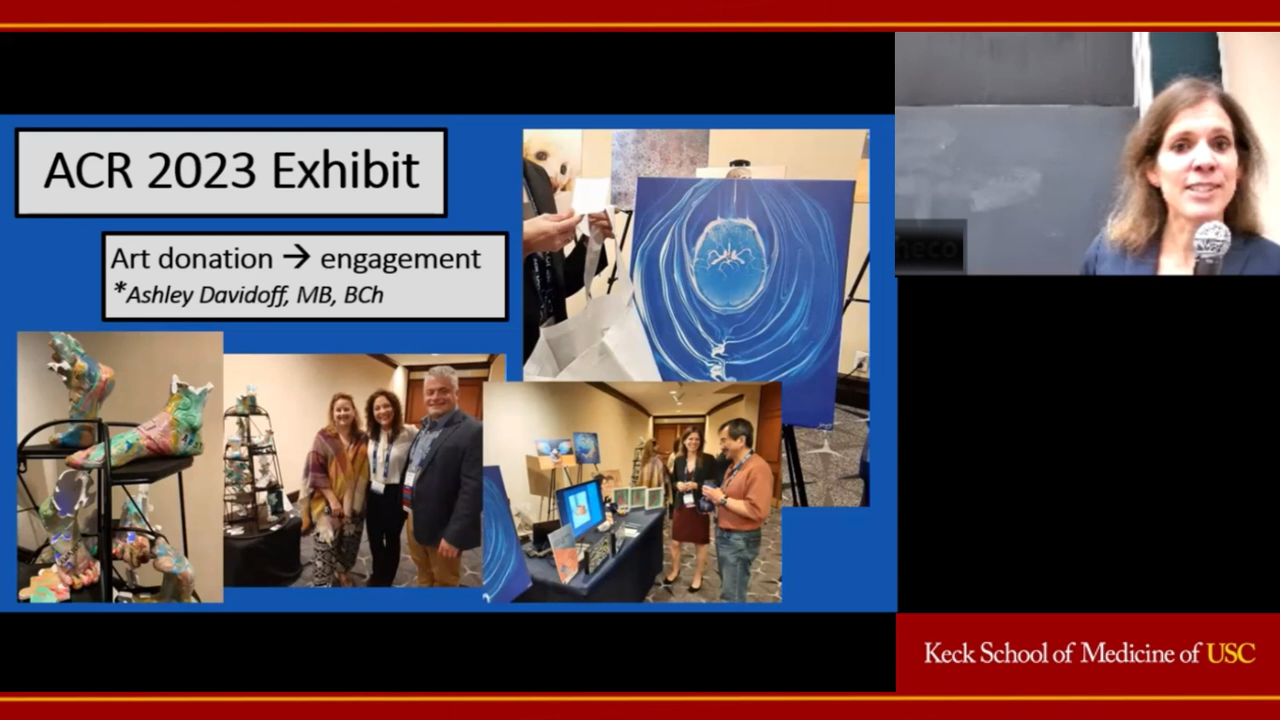 ACR 2023 Exhibit
Art donation → engagement
*Ashley Davidoff, MB, BCh
Keck School of Medicine of USC